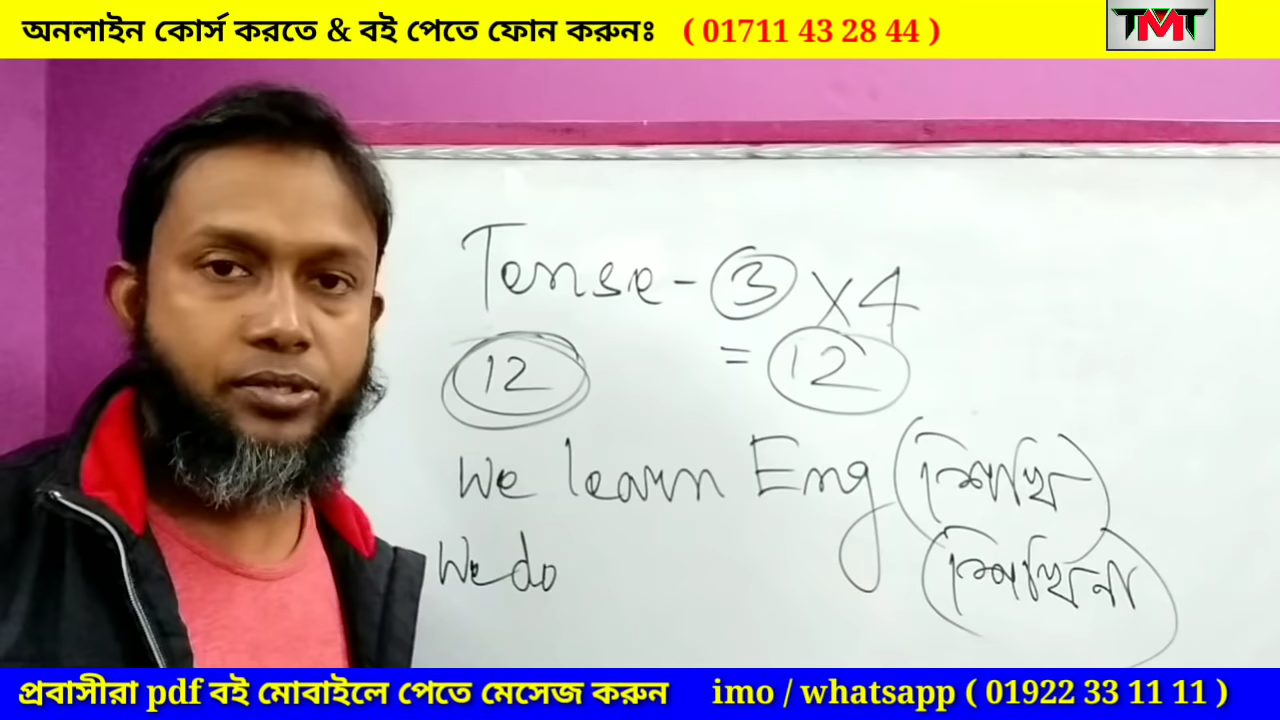 অনলাইন কোর্স করতে & বই পেতে ফোন করুনঃ ( 01711 43 28 44 )
TMT
Tense - 3 x 4
12 = 12
We learn Eng (শিখি)
We do (শিখিনা)
প্রবাসীরা pdf বই মোবাইলে পেতে মেসেজ করুন imo / whatsapp ( 01922 33 11 11 )